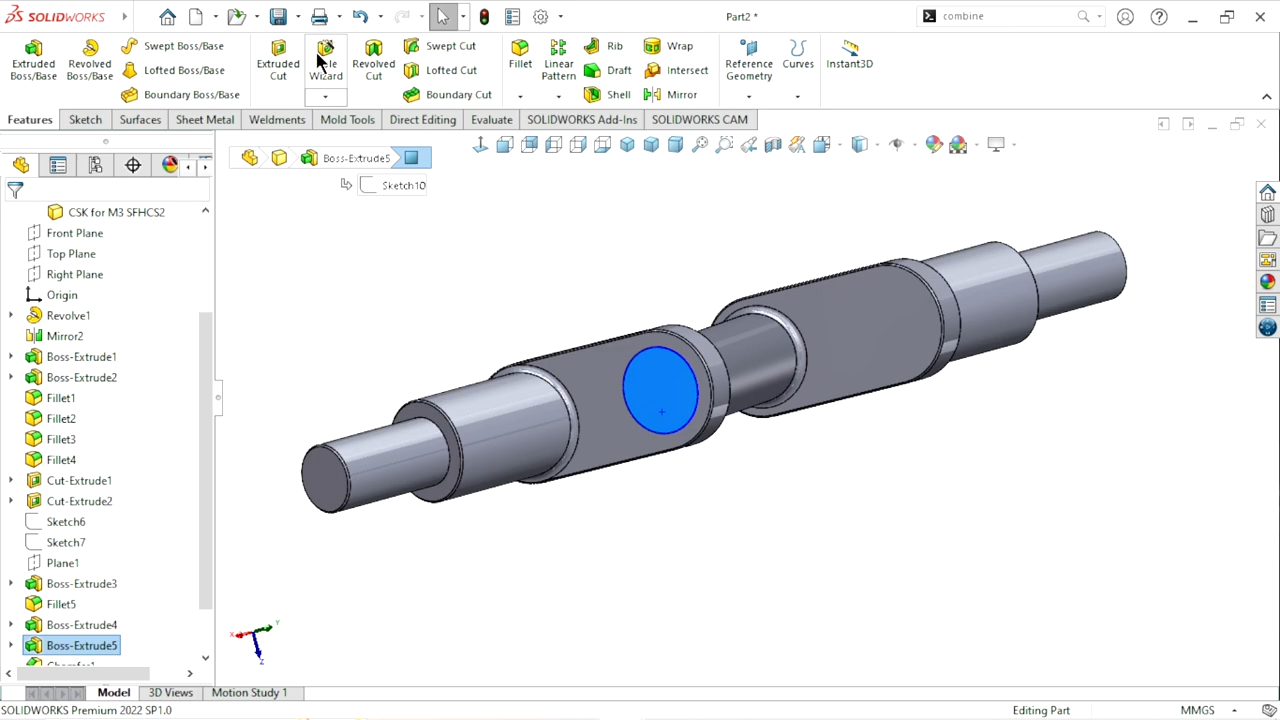 SOLIDWORKS
Part2 *
combine
Extruded Boss/Base
Revolved Boss/Base
Swept Boss/Base
Lofted Boss/Base
Boundary Boss/Base
Extruded Cut
Wizard
Revolved Cut
Swept Cut
Lofted Cut
Boundary Cut
Fillet
Linear Pattern
Rib
Draft
Shell
Wrap
Intersect
Mirror
Reference Geometry
Curves
Instant3D
Features
Sketch
Surfaces
Sheet Metal
Weldments
Mold Tools
Direct Editing
Evaluate
SOLIDWORKS Add-Ins
SOLIDWORKS CAM
Boss-Extrude5
Sketch10
CSK for M3 SFHCS2
Front Plane
Top Plane
Right Plane
Origin
Revolve1
Mirror2
Boss-Extrude1
Boss-Extrude2
Fillet1
Fillet2
Fillet3
Fillet4
Cut-Extrude1
Cut-Extrude2
Sketch6
Sketch7
Plane1
Boss-Extrude3
Fillet5
Boss-Extrude4
Boss-Extrude5
X
Y
Z
Model
3D Views
Motion Study 1
SOLIDWORKS Premium 2022 SP1.0
Editing Part
MMGS